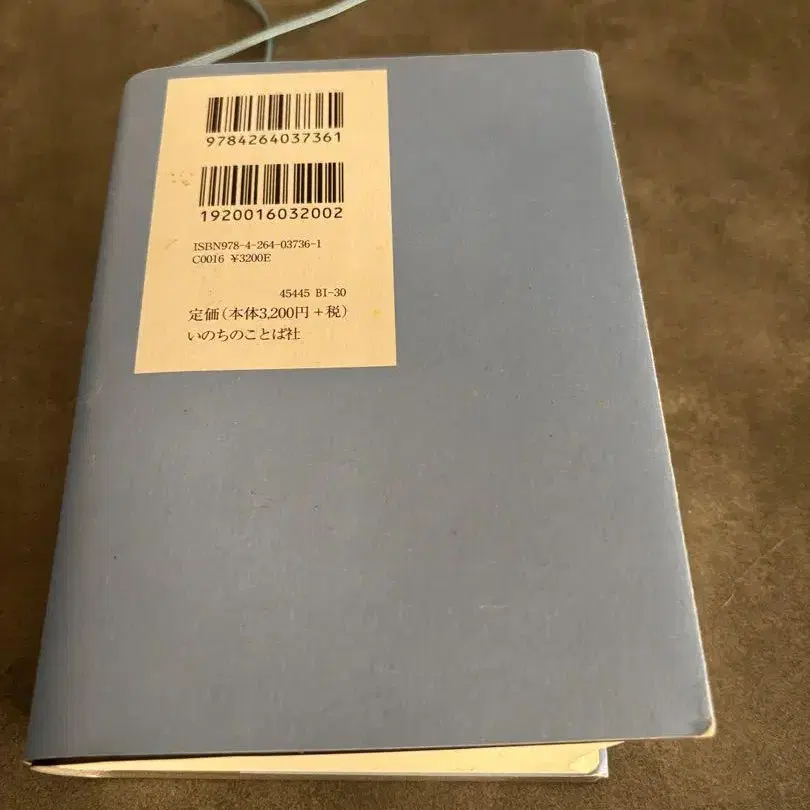 9784264037361
1920016032002
ISBN978-4-264-03736-1
C0016 ¥3200E
45445 BI-30
定価(本体3,200円+税)
いのちのことば社